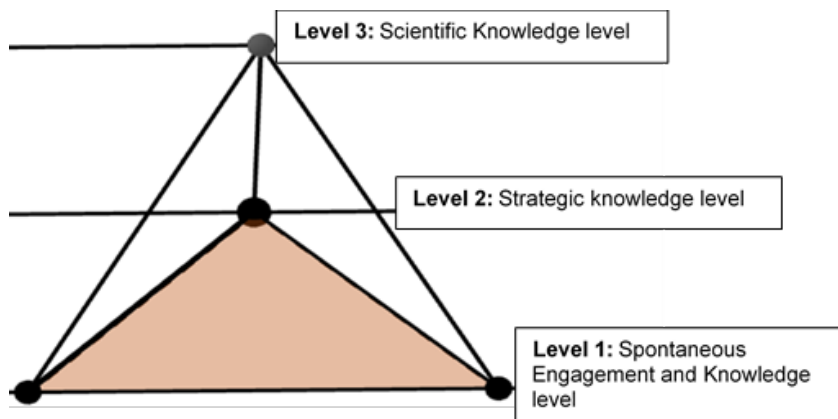 Level 3: Scientific Knowledge level
Level 2: Strategic knowledge level
Level 1: Spontaneous
Engagement and Knowledge
level